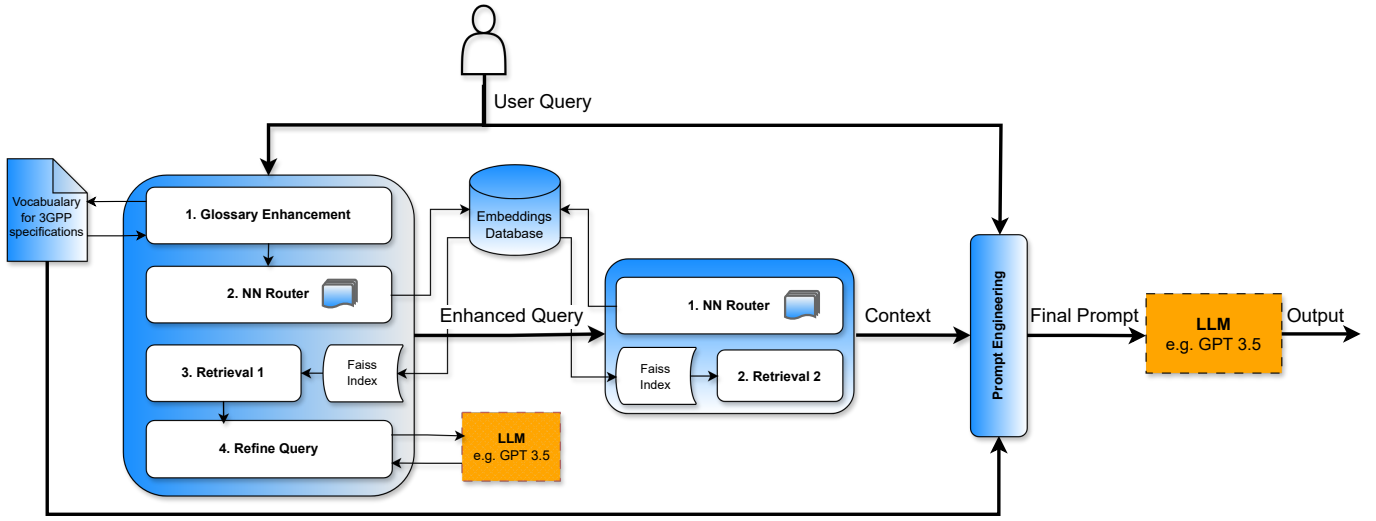 User Query
Vocabualary
for 3GPP
specifications
1. Glossary Enhancement
2. NN Router
3. Retrieval 1
Faiss
Index
4. Refine Query
LLM
e.g. GPT 3.5
Embeddings
Database
Enhanced Query
1. NN Router
Faiss
Index
2. Retrieval 2
Context
Prompt Engineering
Final Prompt
LLM
e.g. GPT 3.5
Output